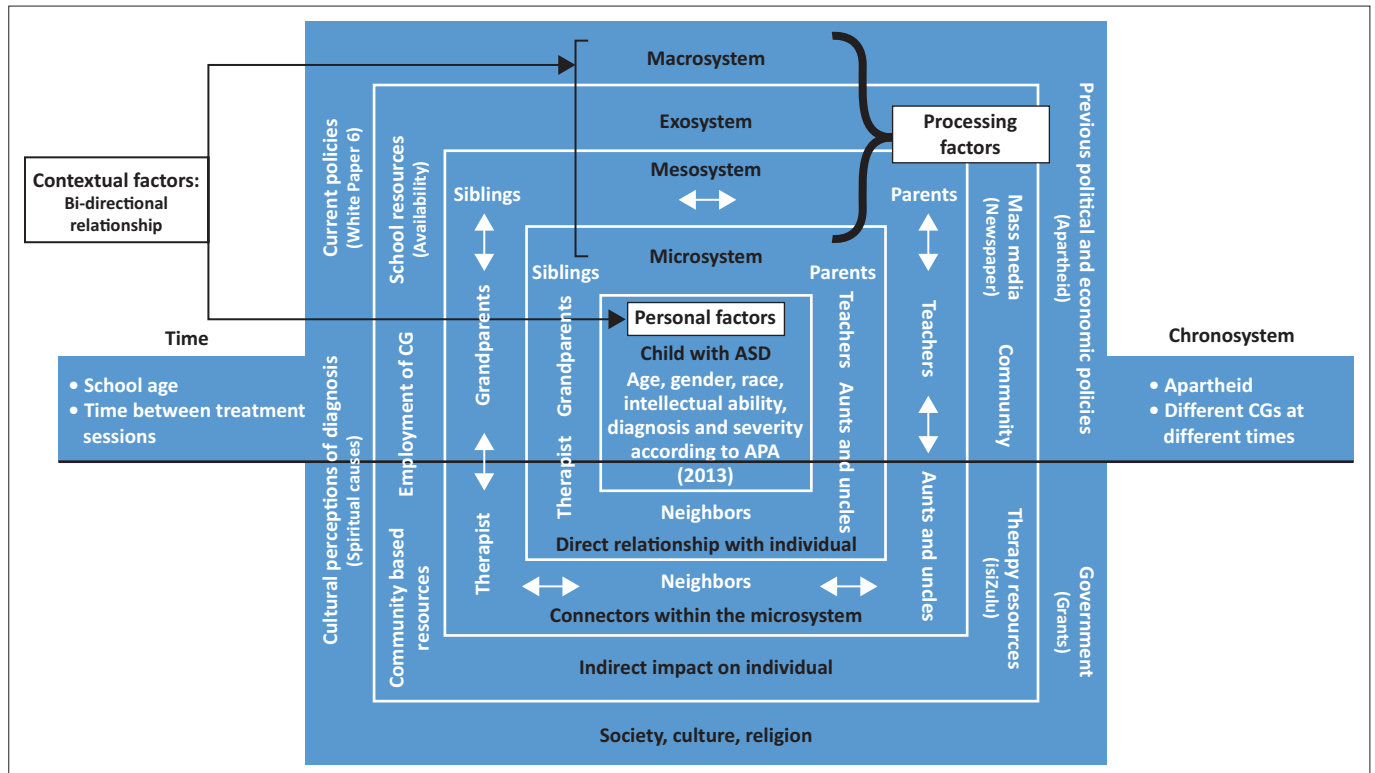 Macrosystem
Exosystem
Mesosystem
Microsystem
Processing
factors
Contextual factors:
Bi-directional
relationship
Current policies
(White Paper 6)
Cultural perceptions of diagnosis
(Spiritual causes)
School resources
(Availability)
Employment of CG
Community based
resources
Siblings
Grandparents
Therapist
Siblings
Grandparents
Therapist
Personal factors
Child with ASD
Age, gender, race,
intellectual ability,
diagnosis and severity
according to APA
(2013)
Parents
Teachers
Aunts and uncles
Parents
Teachers
Aunts and uncles
Mass media
(Newspaper)
Community
Therapy resources
(isiZulu)
Previous political and economic policies
(Apartheid)
Government
(Grants)
Time
• School age
• Time between treatment
sessions
Chronosystem
• Apartheid
• Different CGs at
different times
Neighbors
Direct relationship with individual
Neighbors
Connectors within the microsystem
Indirect impact on individual
Society, culture, religion